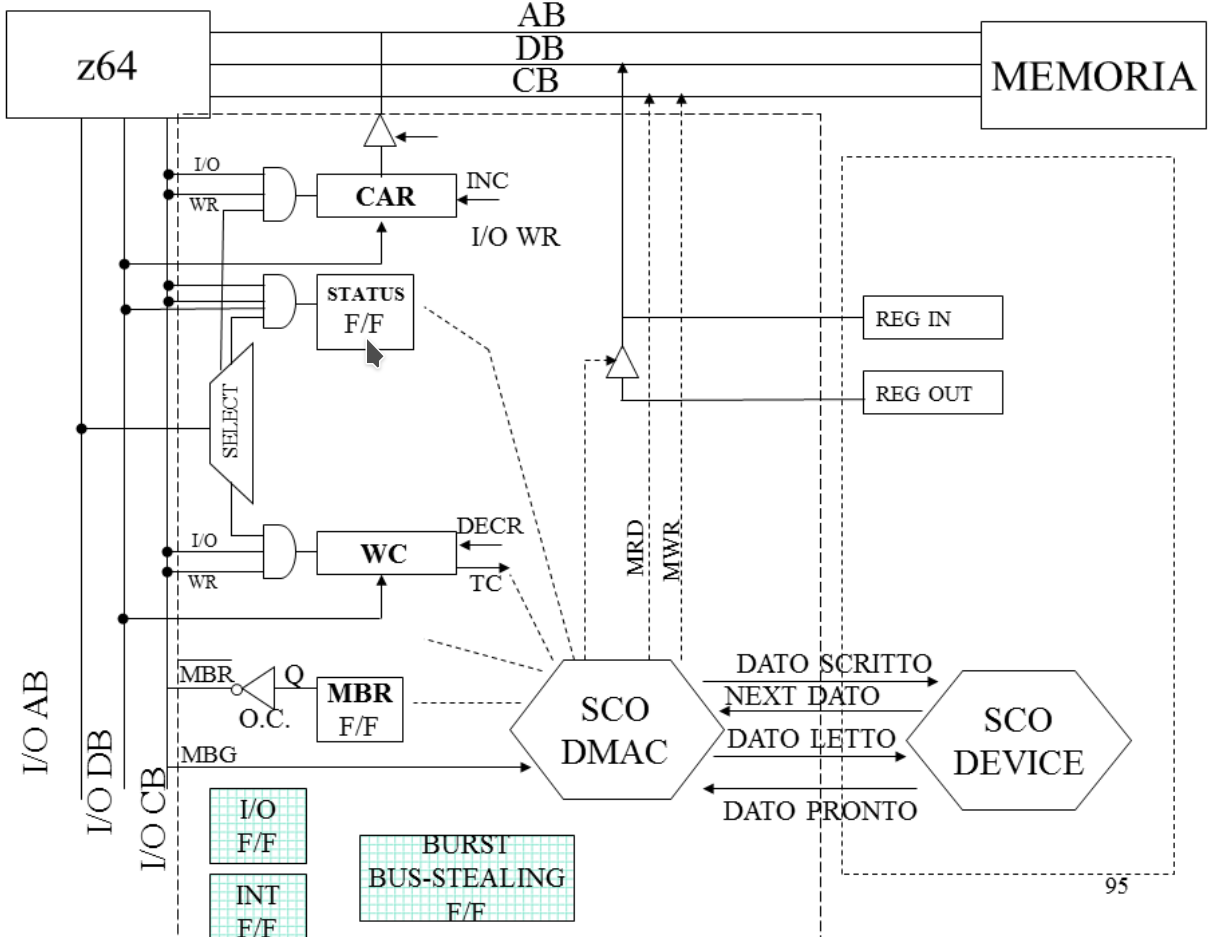 AB
z64
DB
MEMORIA
CB
I/O
WR
CAR
INC
I/O WR
STATUS
F/F
REG IN
REG OUT
SELECT
I/O
WR
WC
DECR
TC
MRD
MWR
MBR
O.C.
Q
MBR
F/F
MBG
SCO
DMAC
DATO SCRITTO
NEXT DATO
DATO LETTO
DATO PRONTO
SCO
DEVICE
I/O AB
I/O DB
I/O CB
I/O
F/F
INT
F/F
BURST
BUS-STEALING
F/F
95